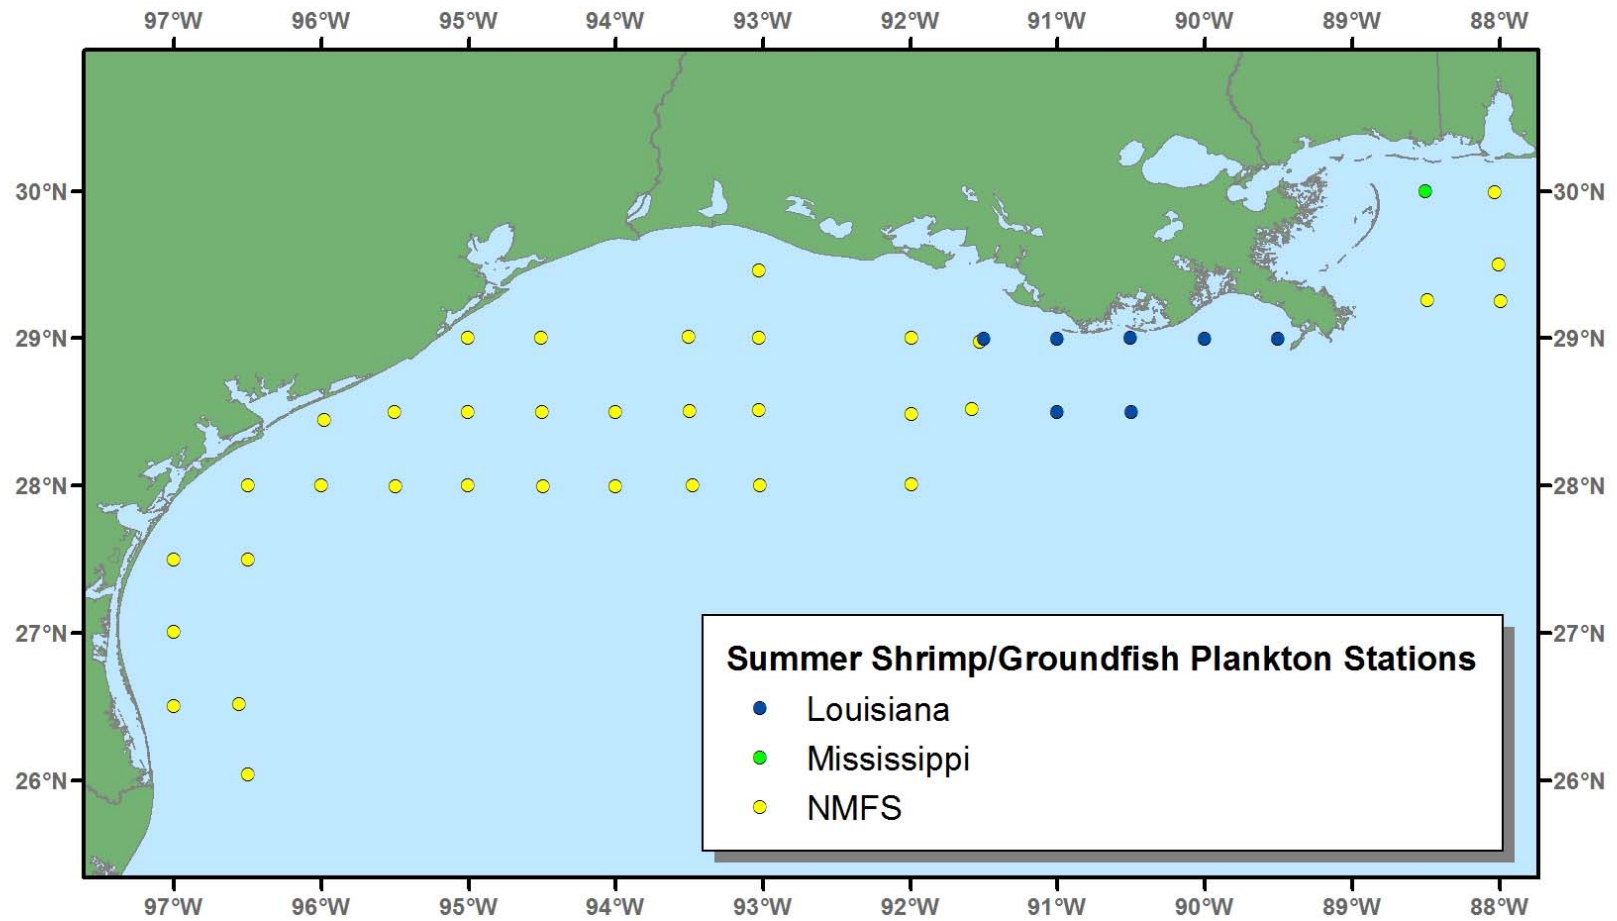 97°W 96°W 95°W 94°W 93°W 92°W 91°W 90°W 89°W 88°W
30°N 30°N
29°N 29°N
28°N 28°N
27°N 27°N
Summer Shrimp/Groundfish Plankton Stations
Louisiana
Mississippi
26°N 26°N
NMFS
97°W 96°W 95°W 94°W 93°W 92°W 91°W 90°W 89°W 88°W